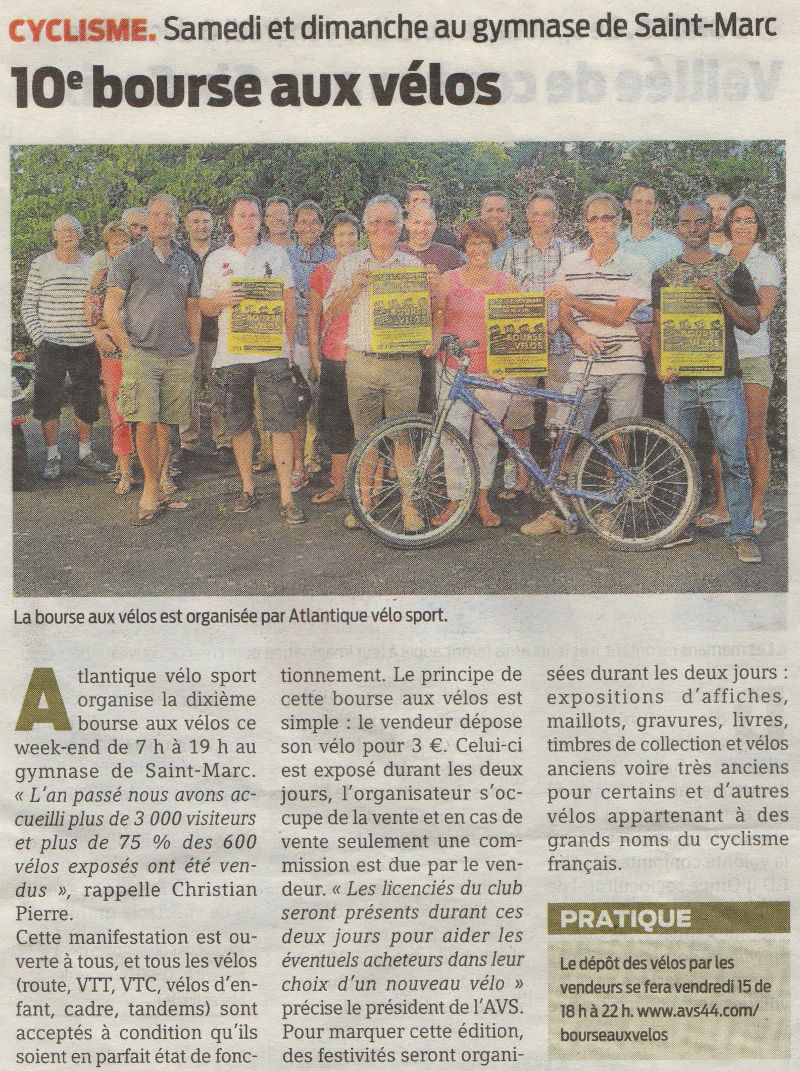 CYCLISME. Samedi et dimanche au gymnase de Saint-Marc
10e bourse aux vélos
BOURSE
VÉLOS
La bourse aux vélos est organisée par Atlantique vélo sport.
Atlantique vélo sport
organise la dixième
bourse aux vélos ce
week-end de 7 h à 19 h au
gymnase de Saint-Marc.
« L'an passé nous avons ac-
cueilli plus de 3 000 visiteurs
et plus de 75 % des 600
vélos exposés ont été ven-
dus », rappelle Christian
Pierre.
Cette manifestation est ou-
verte à tous, et tous les vélos
(route, VTT, VTC, vélos d'en-
fant, cadre, tandems) sont
acceptés à condition qu'ils
soient en parfait état de fonc-
tionnement. Le principe de
cette bourse aux vélos est
simple : le vendeur dépose
son vélo pour 3 €. Celui-ci
est exposé durant les deux
jours, l'organisateur s'oc-
cupe de la vente et en cas de
vente seulement une com-
mission est due par le ven-
deur. « Les licenciés du club
seront présents durant ces
deux jours pour aider les
éventuels acheteurs dans leur
choix d'un nouveau vélo »
précise le président de l'AVS.
Pour marquer cette édition,
des festivités seront organi-
sées durant les deux jours :
expositions d'affiches,
maillots, gravures, livres,
timbres de collection et vélos
anciens voire très anciens
pour certains et d'autres
vélos appartenant à des
grands noms du cyclisme
français.
PRATIQUE
Le dépôt des vélos par les
vendeurs se fera vendredi 15 de
18 h à 22 h. www.avs44.com/
bourseauxvelos